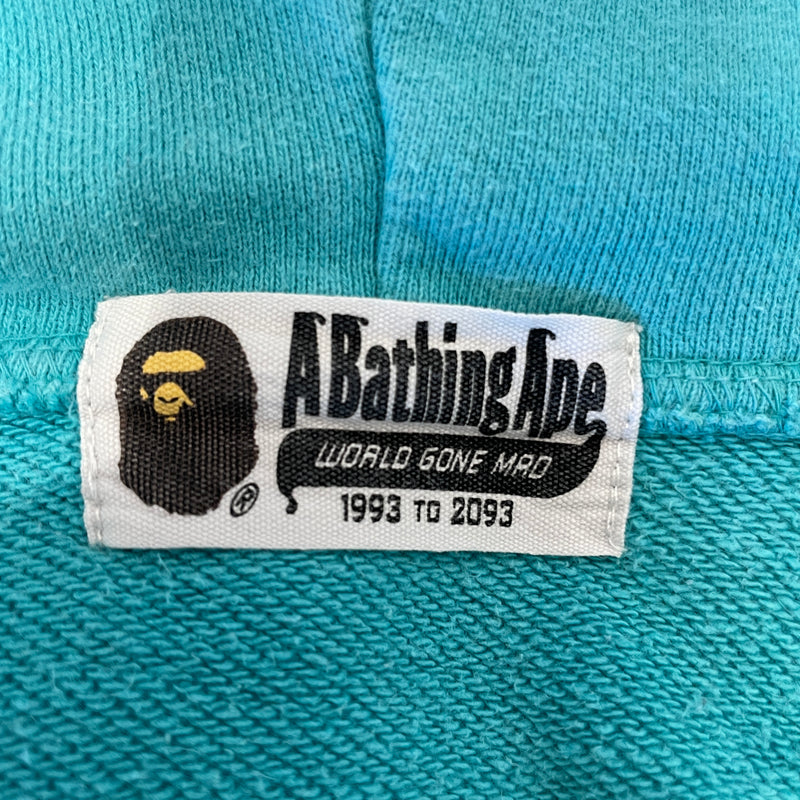 A Bathing Ape
WORLD GONE MAD
1993 TO 2093
®